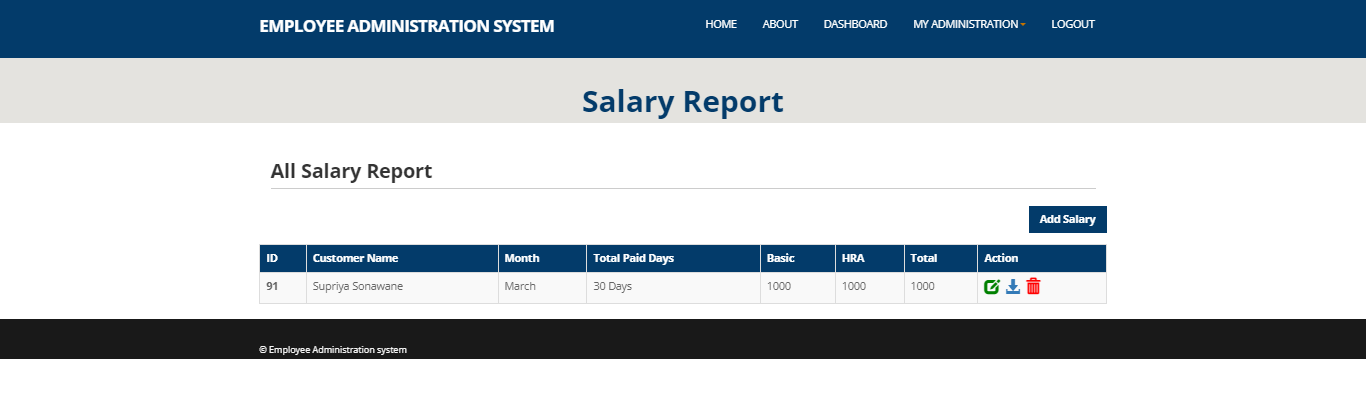 EMPLOYEE ADMINISTRATION SYSTEM HOME ABOUT DASHBOARD MY ADMINISTRATION LOGOUT
Salary Report
All Salary Report
Add Salary
ID Customer Name Month Total Paid Days Basic HRA Total Action
91 Supriya Sonawane March 30 Days 1000 1000 1000
© Employee Administration system